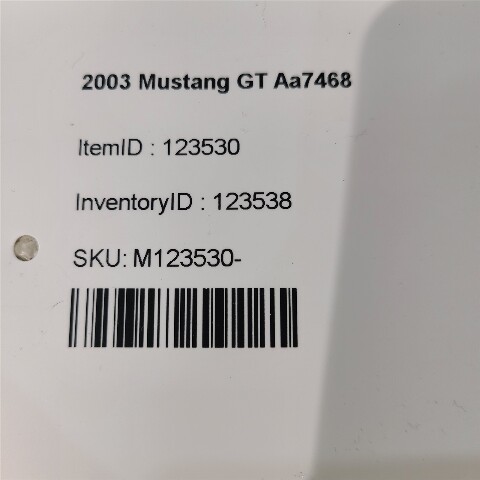 2003 Mustang GT Aa7468
ItemID : 123530
InventoryID : 123538
SKU: M123530-